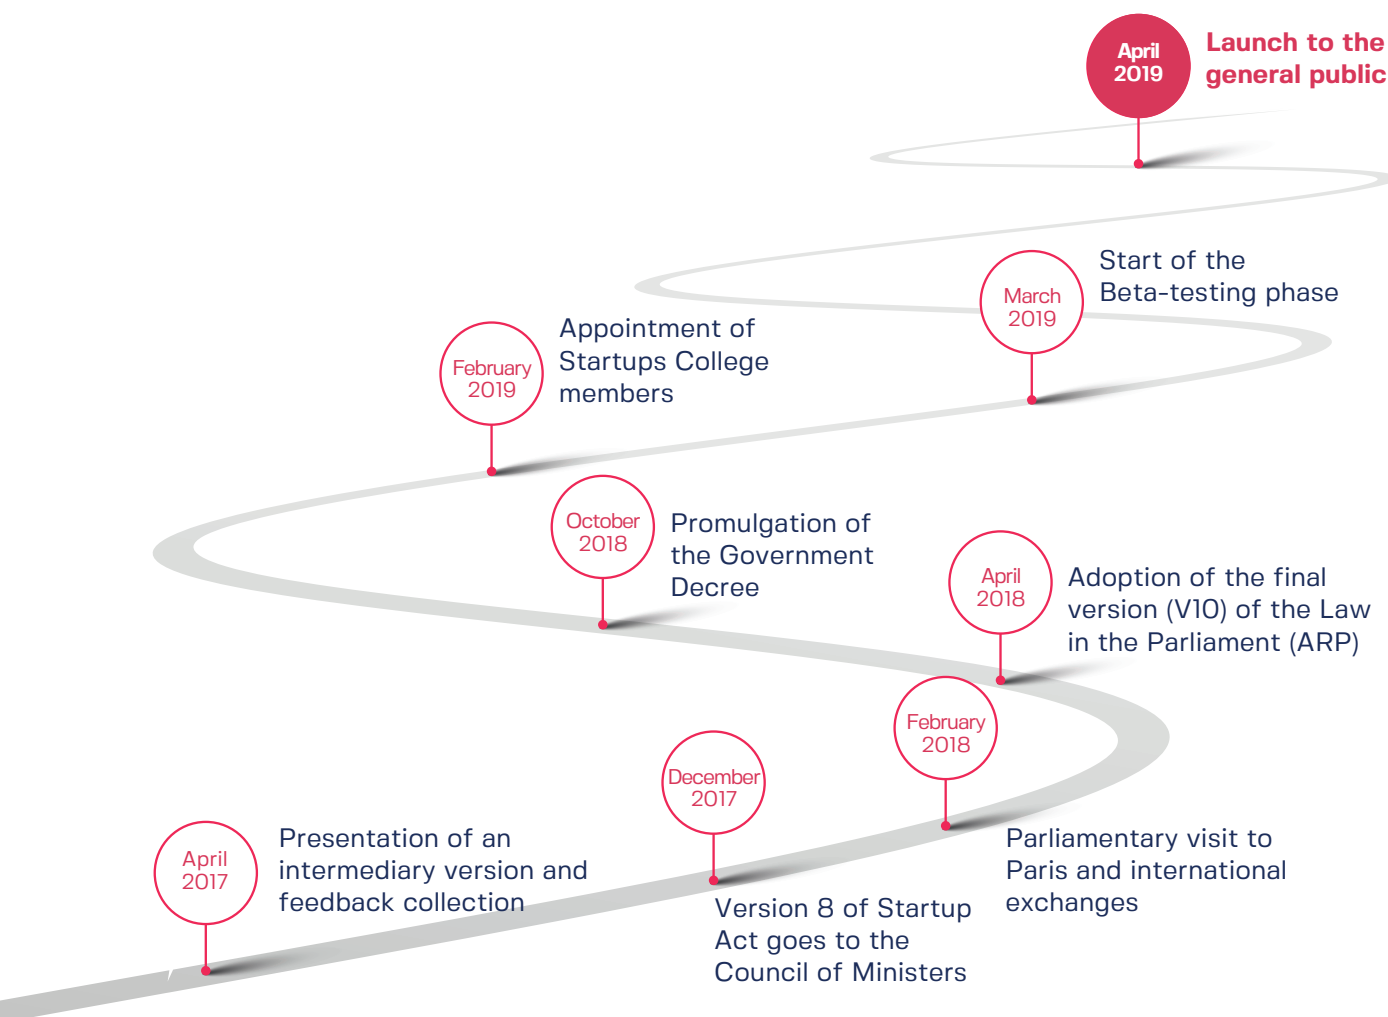 April
2019
Launch to the
general public
March
2019
Start of the
Beta-testing phase
February
2019
Appointment of
Startups College
members
October
2018
Promulgation of
the Government
Decree
April
2018
Adoption of the final
version (V10) of the Law
in the Parliament (ARP)
February
2018
Parliamentary visit to
Paris and international
exchanges
December
2017
Version 8 of Startup
Act goes to the
Council of Ministers
April
2017
Presentation of an
intermediary version and
feedback collection